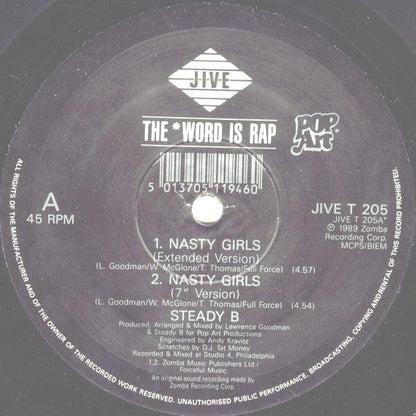 JIVE
THE *WORD IS RAP
POP
ART
5 013705 119460
A
45 RPM
JIVE T 205
JIVE T 205A*
℗ 1989 Zomba
Recording Corp.
MCPS/BIEM
1. NASTY GIRLS
(Extended Version)
(L. Goodman/W. McGlone/T. Thomas/Full Force) (4.57)
2. NASTY GIRLS
(7" Version)
(L. Goodman/W. McGlone/T. Thomas/Full Force) (4.54)
STEADY B
Produced, Arranged & Mixed by Lawrence Goodman
& Steady B for Pop Art Productions
Engineered by Andy Kravitz
Scratches by D.J. Tat Money
Recorded & Mixed at Studio 4, Philadelphia
1.2. Zomba Music Publishers Ltd./
Forceful Music
An original sound recording made by
Zomba Recording Corp.
ALL RIGHTS OF THE MANUFACTURER AND OF THE OWNER OF THE RECORDED WORK RESERVED. UNAUTHORISED PUBLIC PERFORMANCE, BROADCASTING, COPYING AND RENTAL OF THIS RECORD PROHIBITED.